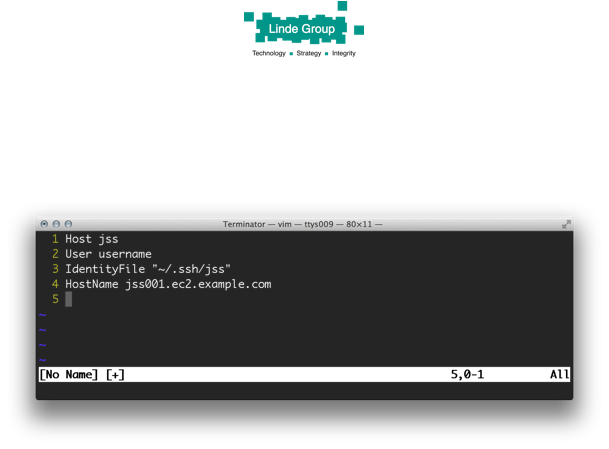 Linde Group
Technology ■ Strategy ■ Integrity
Terminator — vim — ttys009 — 80×11 —
1 Host jss
2 User username
3 IdentityFile "~/.ssh/jss"
4 HostName jss001.ec2.example.com
5
~
~
~
~
[No Name] [+] 5,0-1 All